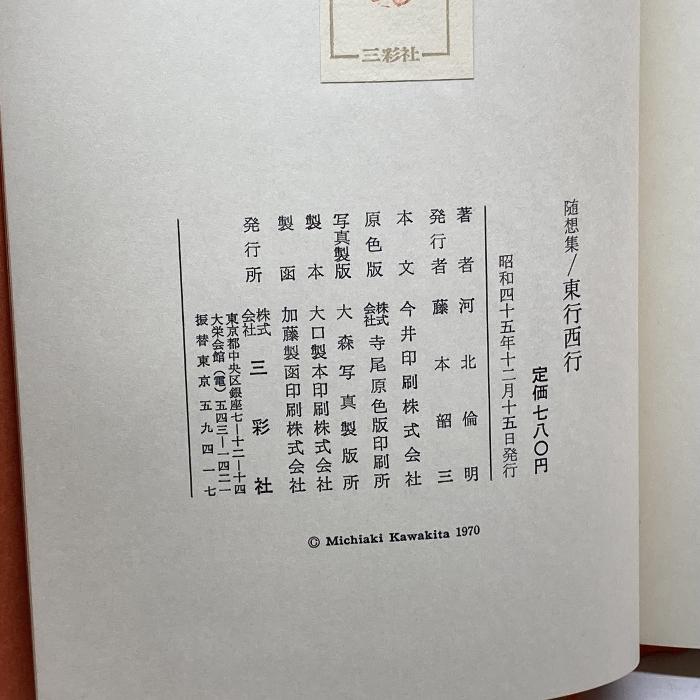 三彩社
随想集/東行西行
定価七八〇円
昭和四十五年十二月十五日発行
著者 河北倫明
発行者 藤本韶三
本文 今井印刷株式会社
原色版 株式会社 寺尾原色版印刷所
写真製版 大森写真製版所
製本 大口製本印刷株式会社
製函 加藤製函印刷株式会社
発行所 株式会社 三彩社
東京都中央区銀座七—十二—十四
大栄会館(電)五四三—一四二一
振替東京五九四一七
© Michiaki Kawakita 1970